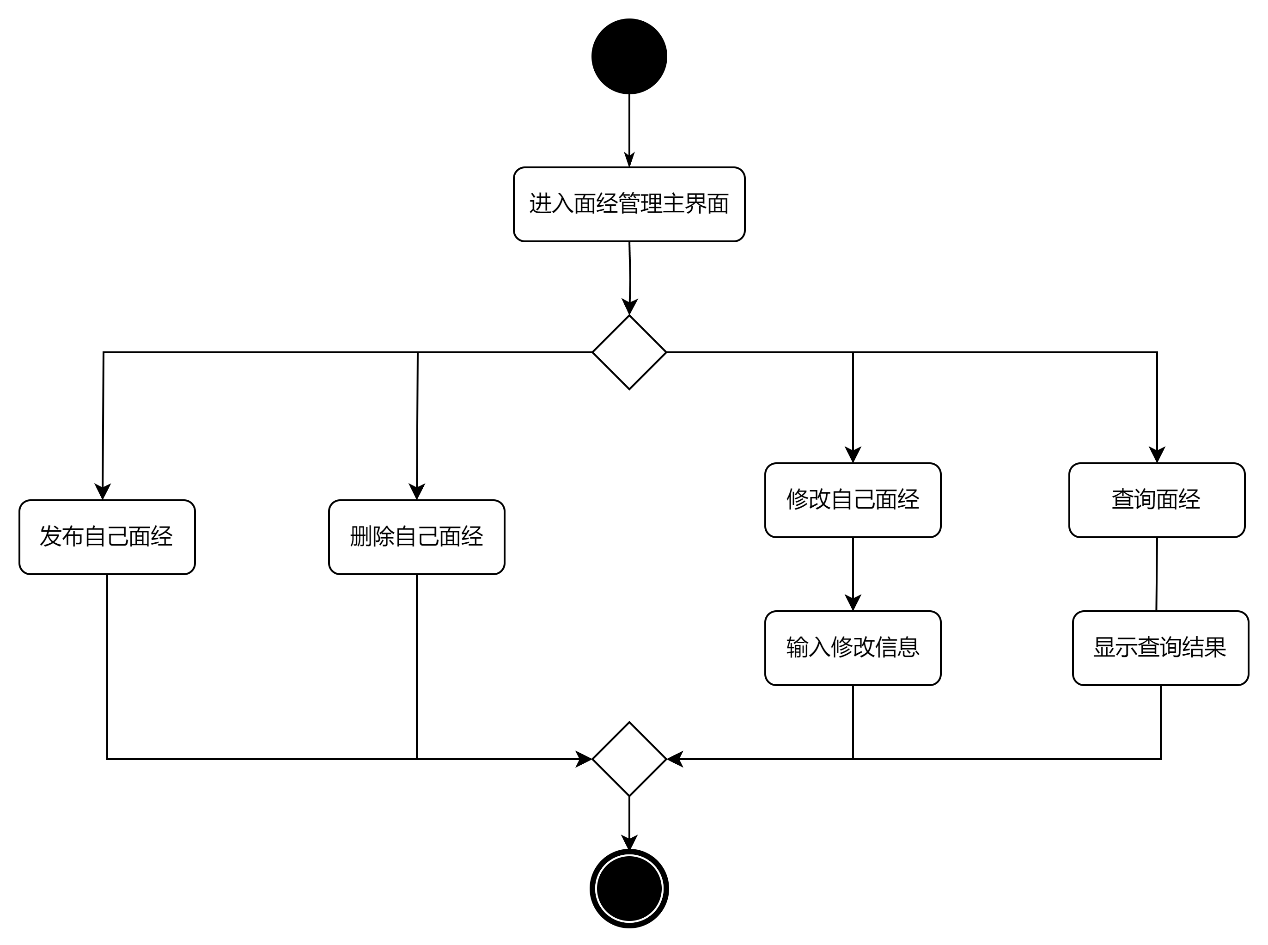 进入面经管理主界面
发布自己面经
删除自己面经
修改自己面经
查询面经
输入修改信息
显示查询结果